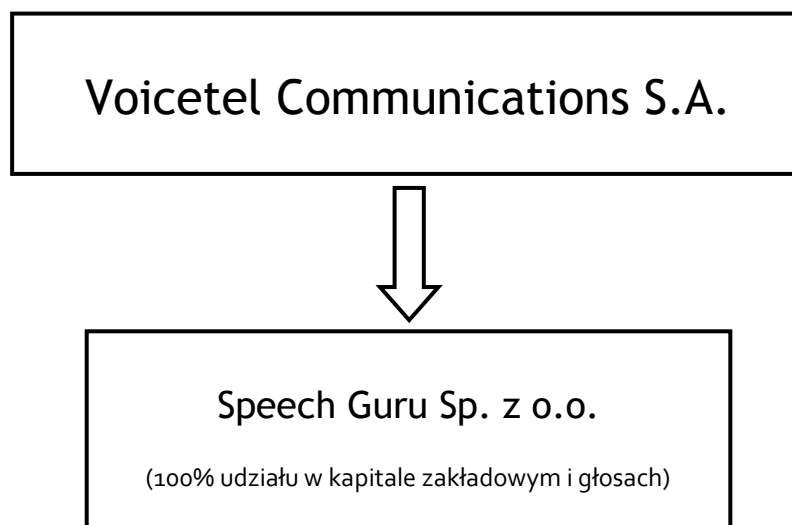 Voicetel Communications S.A.
Speech Guru Sp. z o.o.
(100% udziału w kapitale zakładowym i głosach)